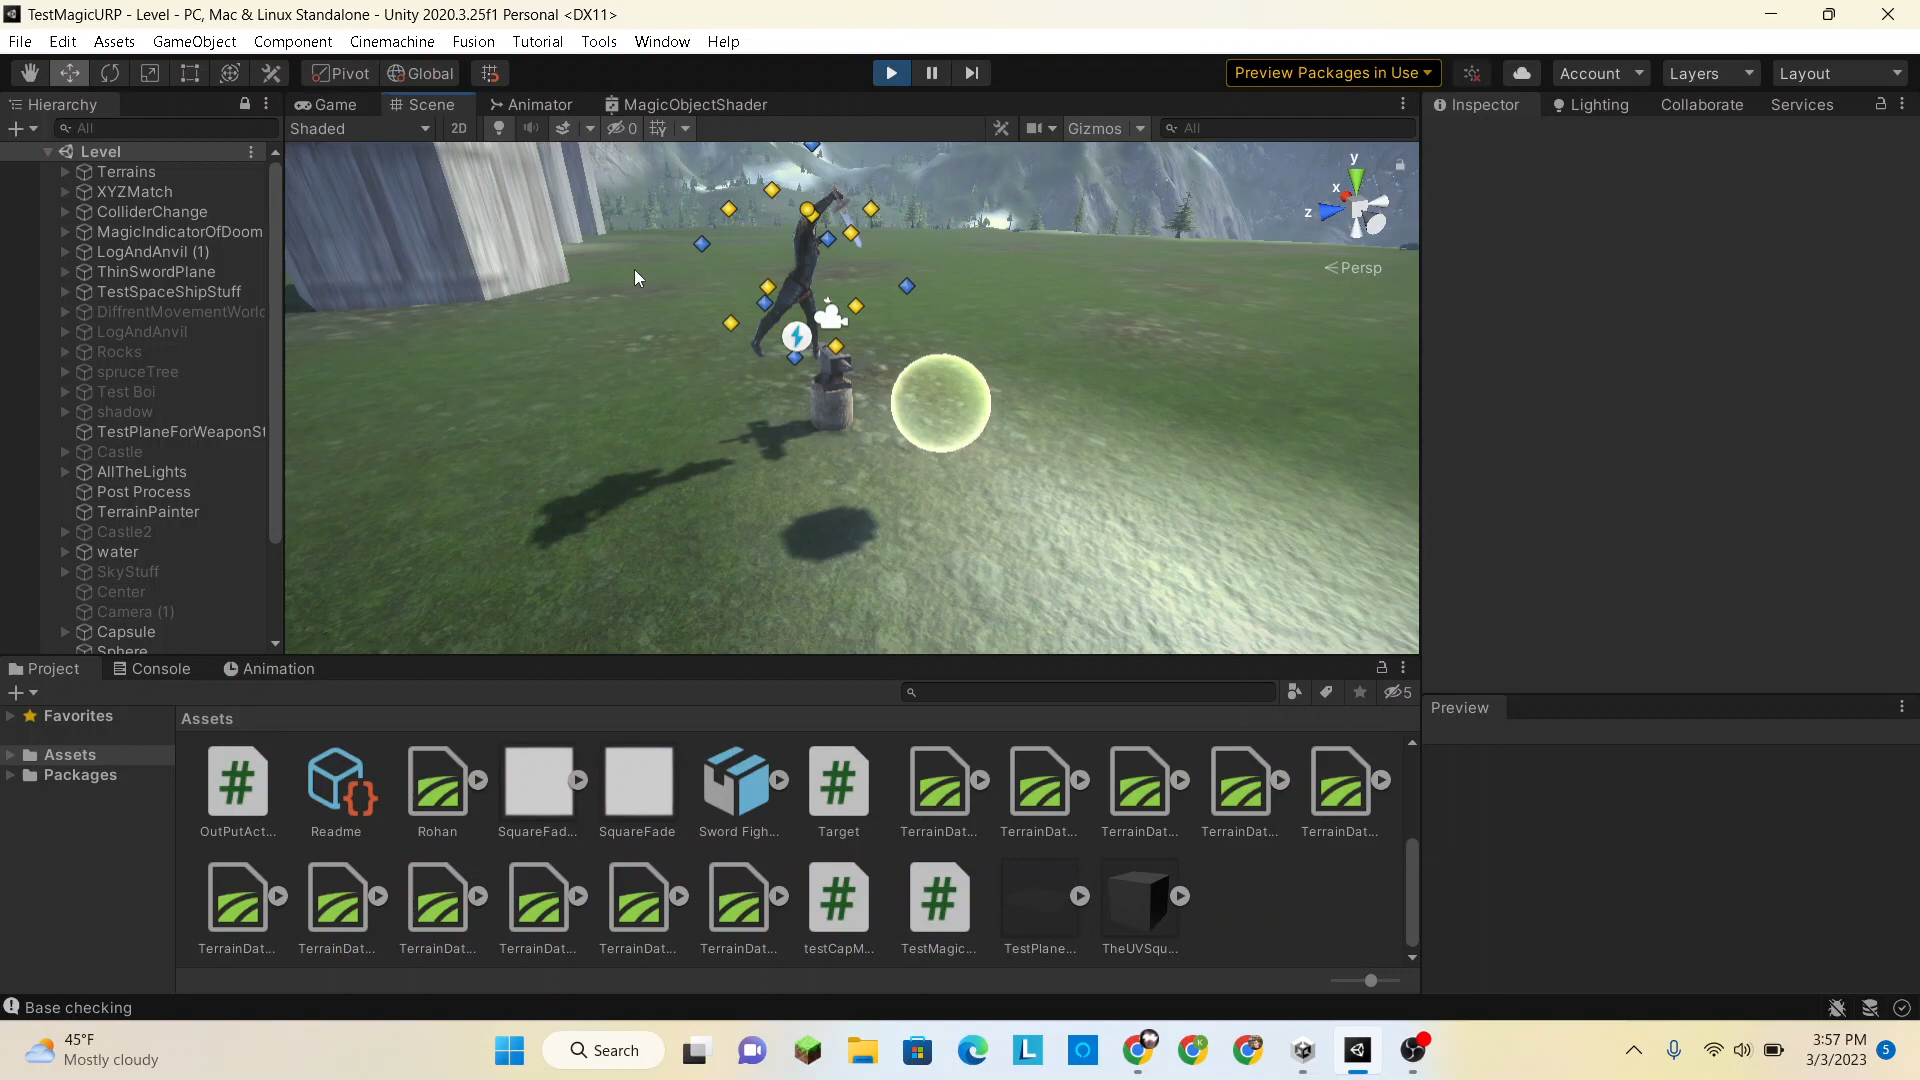 TestMagicURP - Level - PC, Mac & Linux Standalone - Unity 2020.3.25f1 Personal <DX11>
File Edit Assets GameObject Component Cinemachine Fusion Tutorial Tools Window Help
Pivot Global Preview Packages in Use Account Layers Layout
Hierarchy Game Scene Animator MagicObjectShader Inspector Lighting Collaborate Services
All Shaded 2D 0 Gizmos All
Level
Terrains
XYZMatch
ColliderChange
MagicIndicatorOfDoom
LogAndAnvil (1)
ThinSwordPlane
TestSpaceShipStuff
DiffrentMovementWorld
LogAndAnvil
Rocks
spruceTree
Test Boi
shadow
TestPlaneForWeaponSt
Castle
AllTheLights
Post Process
TerrainPainter
Castle2
water
SkyStuff
Center
Camera (1)
Capsule
Sphere
y
x
z
Persp
Project Console Animation
5
Favorites
Assets
Packages
Assets
OutPutAct... Readme Rohan SquareFad... SquareFade Sword Figh... Target TerrainDat... TerrainDat... TerrainDat... TerrainDat... TerrainDat...
TerrainDat... TerrainDat... TerrainDat... TerrainDat... TerrainDat... TerrainDat... testCapM... TestMagic... TestPlane... TheUVSqu...
Preview
Base checking
45°F
Mostly cloudy
Search
3:57 PM
3/3/2023
5